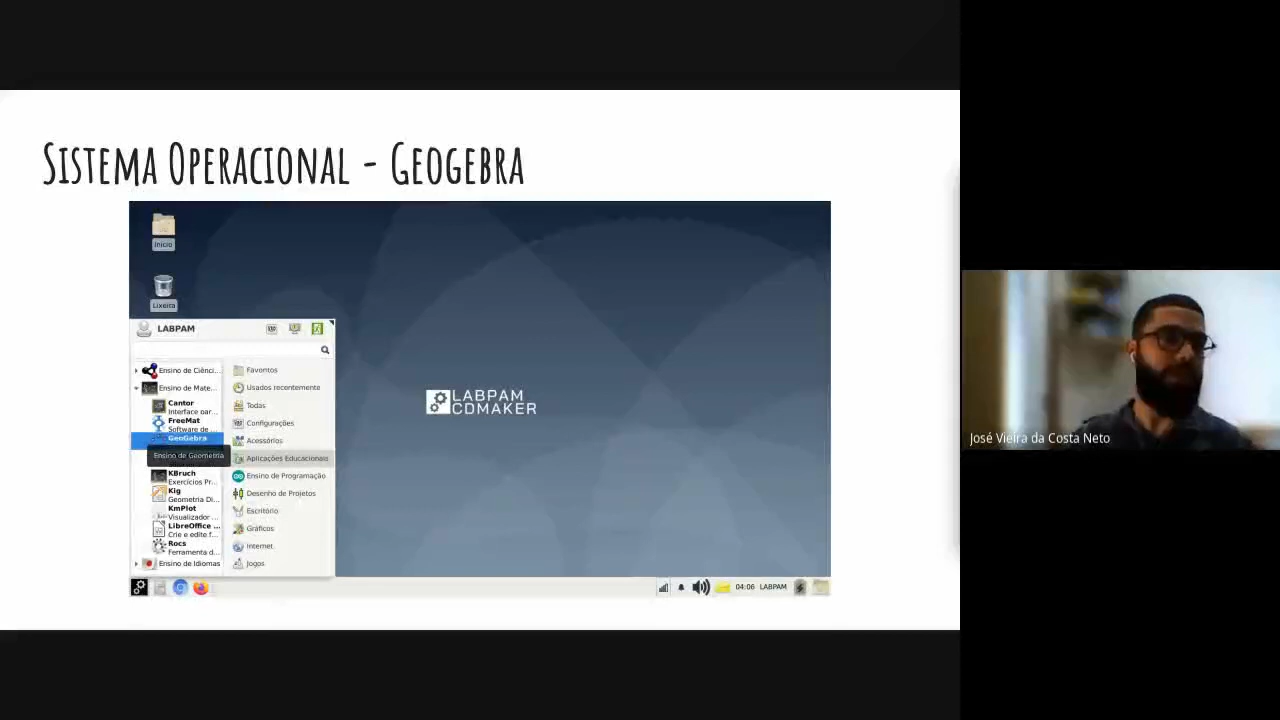 Sistema Operacional - Geogebra
Início
Lixeira
LABPAM
Ensino de Ciênci...
Ensino de Mate...
Cantor
Interface par...
FreeMat
Software de ...
GeoGebra
Ensino de Geometria
KBruch
Exercícios Pr...
Kig
Geometria Di...
KmPlot
Visualizador ...
LibreOffice ...
Crie e edite f...
Rocs
Ferramenta d...
Ensino de Idiomas
Favoritos
Usados recentemente
Todas
Configurações
Acessórios
Aplicações Educacionais
Ensino de Programação
Desenho de Projetos
Escritório
Gráficos
Internet
Jogos
LABPAM
CDMAKER
04:06 LABPAM
José Vieira da Costa Neto